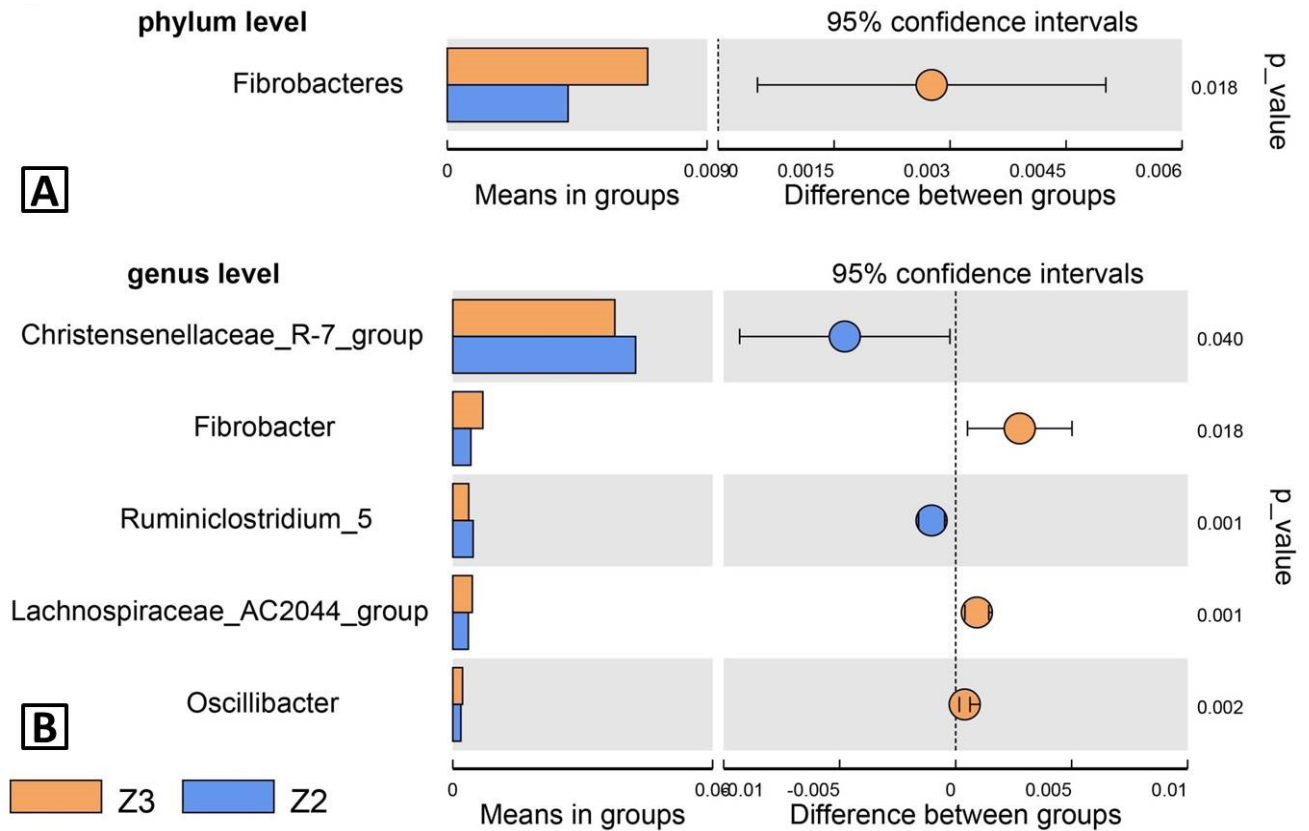 phylum level
95% confidence intervals
Fibrobacteres
0.018
p_value
0 0.009 0 0.0015 0.003 0.0045 0.006
Means in groups Difference between groups
A
genus level
95% confidence intervals
Christensenellaceae_R-7_group
0.040
Fibrobacter
0.018
Ruminiclostridium_5
0.001
p_value
Lachnospiraceae_AC2044_group
0.001
Oscillibacter
0.002
B
0 0.06 -0.01 -0.005 0 0.005 0.01
Means in groups Difference between groups
Z3 Z2